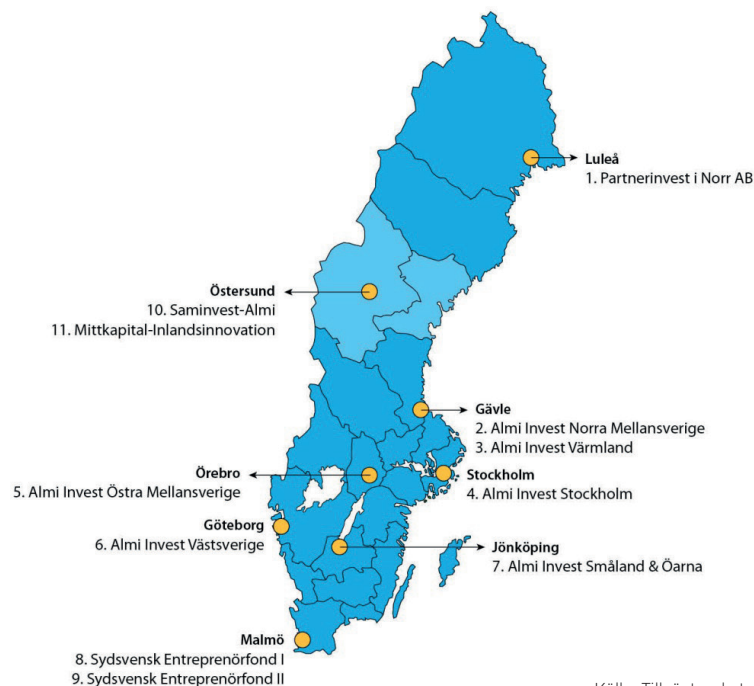 Luleå
1. Partnerinvest i Norr AB
Östersund
10. Saminvest-Almi
11. Mittkapital-Inlandsinnovation
Gävle
2. Almi Invest Norra Mellansverige
3. Almi Invest Värmland
Örebro
5. Almi Invest Östra Mellansverige
Stockholm
4. Almi Invest Stockholm
Göteborg
6. Almi Invest Västsverige
Jönköping
7. Almi Invest Småland & Öarna
Malmö
8. Sydsvensk Entreprenörfond I
9. Sydsvensk Entreprenörfond II